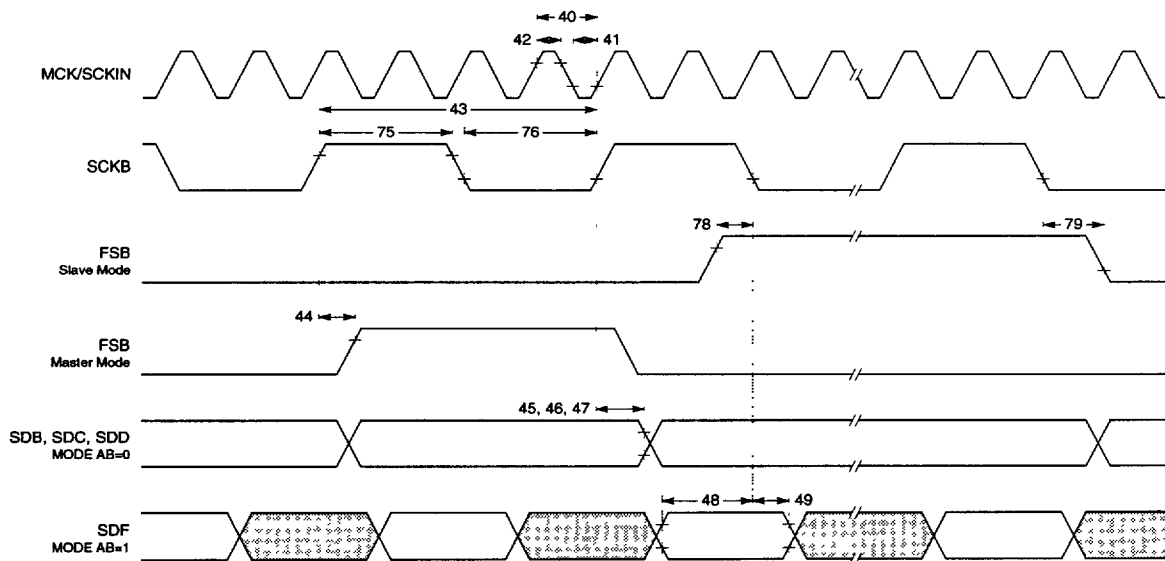 40
42
41
MCK/SCKIN
43
75
76
SCKB
78
79
FSB
Slave Mode
44
FSB
Master Mode
45, 46, 47
SDB, SDC, SDD
MODE AB=0
48
49
SDF
MODE AB=1